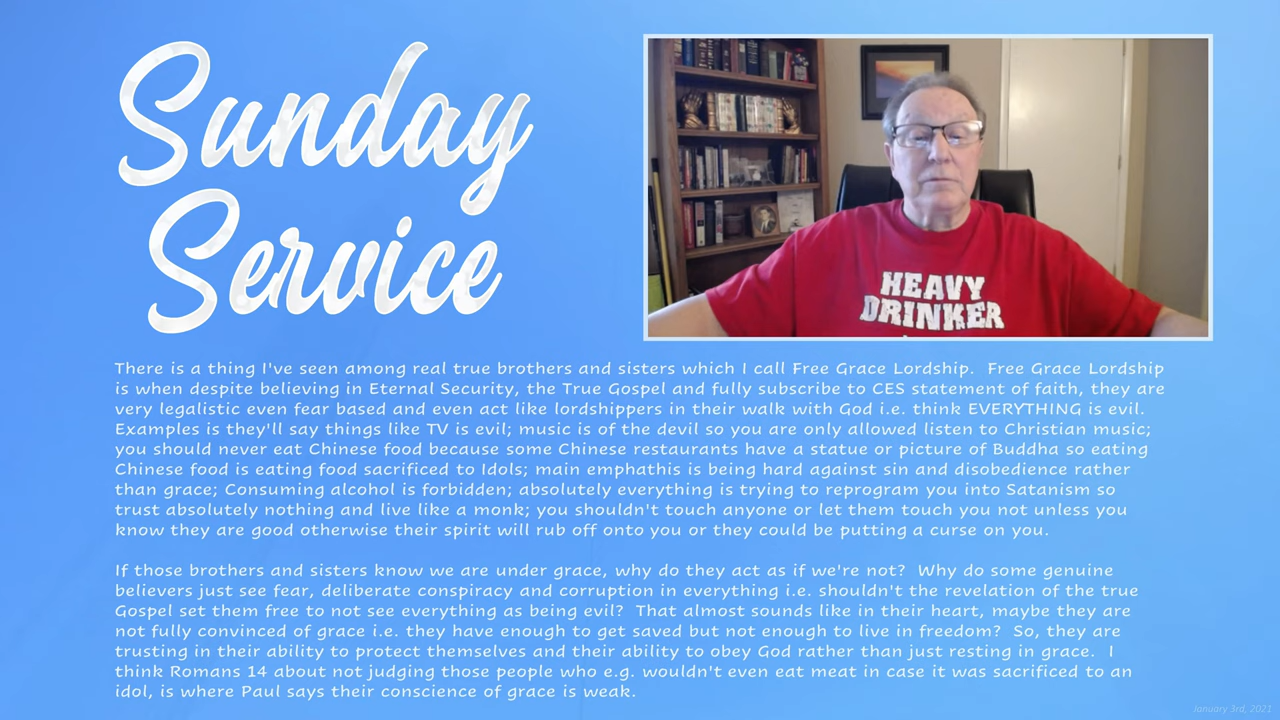 Sunday
Service
HEAVY
DRINKER
There is a thing I've seen among real true brothers and sisters which I call Free Grace Lordship.  Free Grace Lordship
is when despite believing in Eternal Security, the True Gospel and fully subscribe to CES statement of faith, they are
very legalistic even fear based and even act like lordshippers in their walk with God i.e. think EVERYTHING is evil.
Examples is they'll say things like TV is evil; music is of the devil so you are only allowed listen to Christian music;
you should never eat Chinese food because some Chinese restaurants have a statue or picture of Buddha so eating
Chinese food is eating food sacrificed to Idols; main emphathis is being hard against sin and disobedience rather
than grace; Consuming alcohol is forbidden; absolutely everything is trying to reprogram you into Satanism so
trust absolutely nothing and live like a monk; you shouldn't touch anyone or let them touch you not unless you
know they are good otherwise their spirit will rub off onto you or they could be putting a curse on you.
If those brothers and sisters know we are under grace, why do they act as if we're not?  Why do some genuine
believers just see fear, deliberate conspiracy and corruption in everything i.e. shouldn't the revelation of the true
Gospel set them free to not see everything as being evil?  That almost sounds like in their heart, maybe they are
not fully convinced of grace i.e. they have enough to get saved but not enough to live in freedom?  So, they are
trusting in their ability to protect themselves and their ability to obey God rather than just resting in grace.  I
think Romans 14 about not judging those people who e.g. wouldn't even eat meat in case it was sacrificed to an
idol, is where Paul says their conscience of grace is weak.
January 3rd, 2021